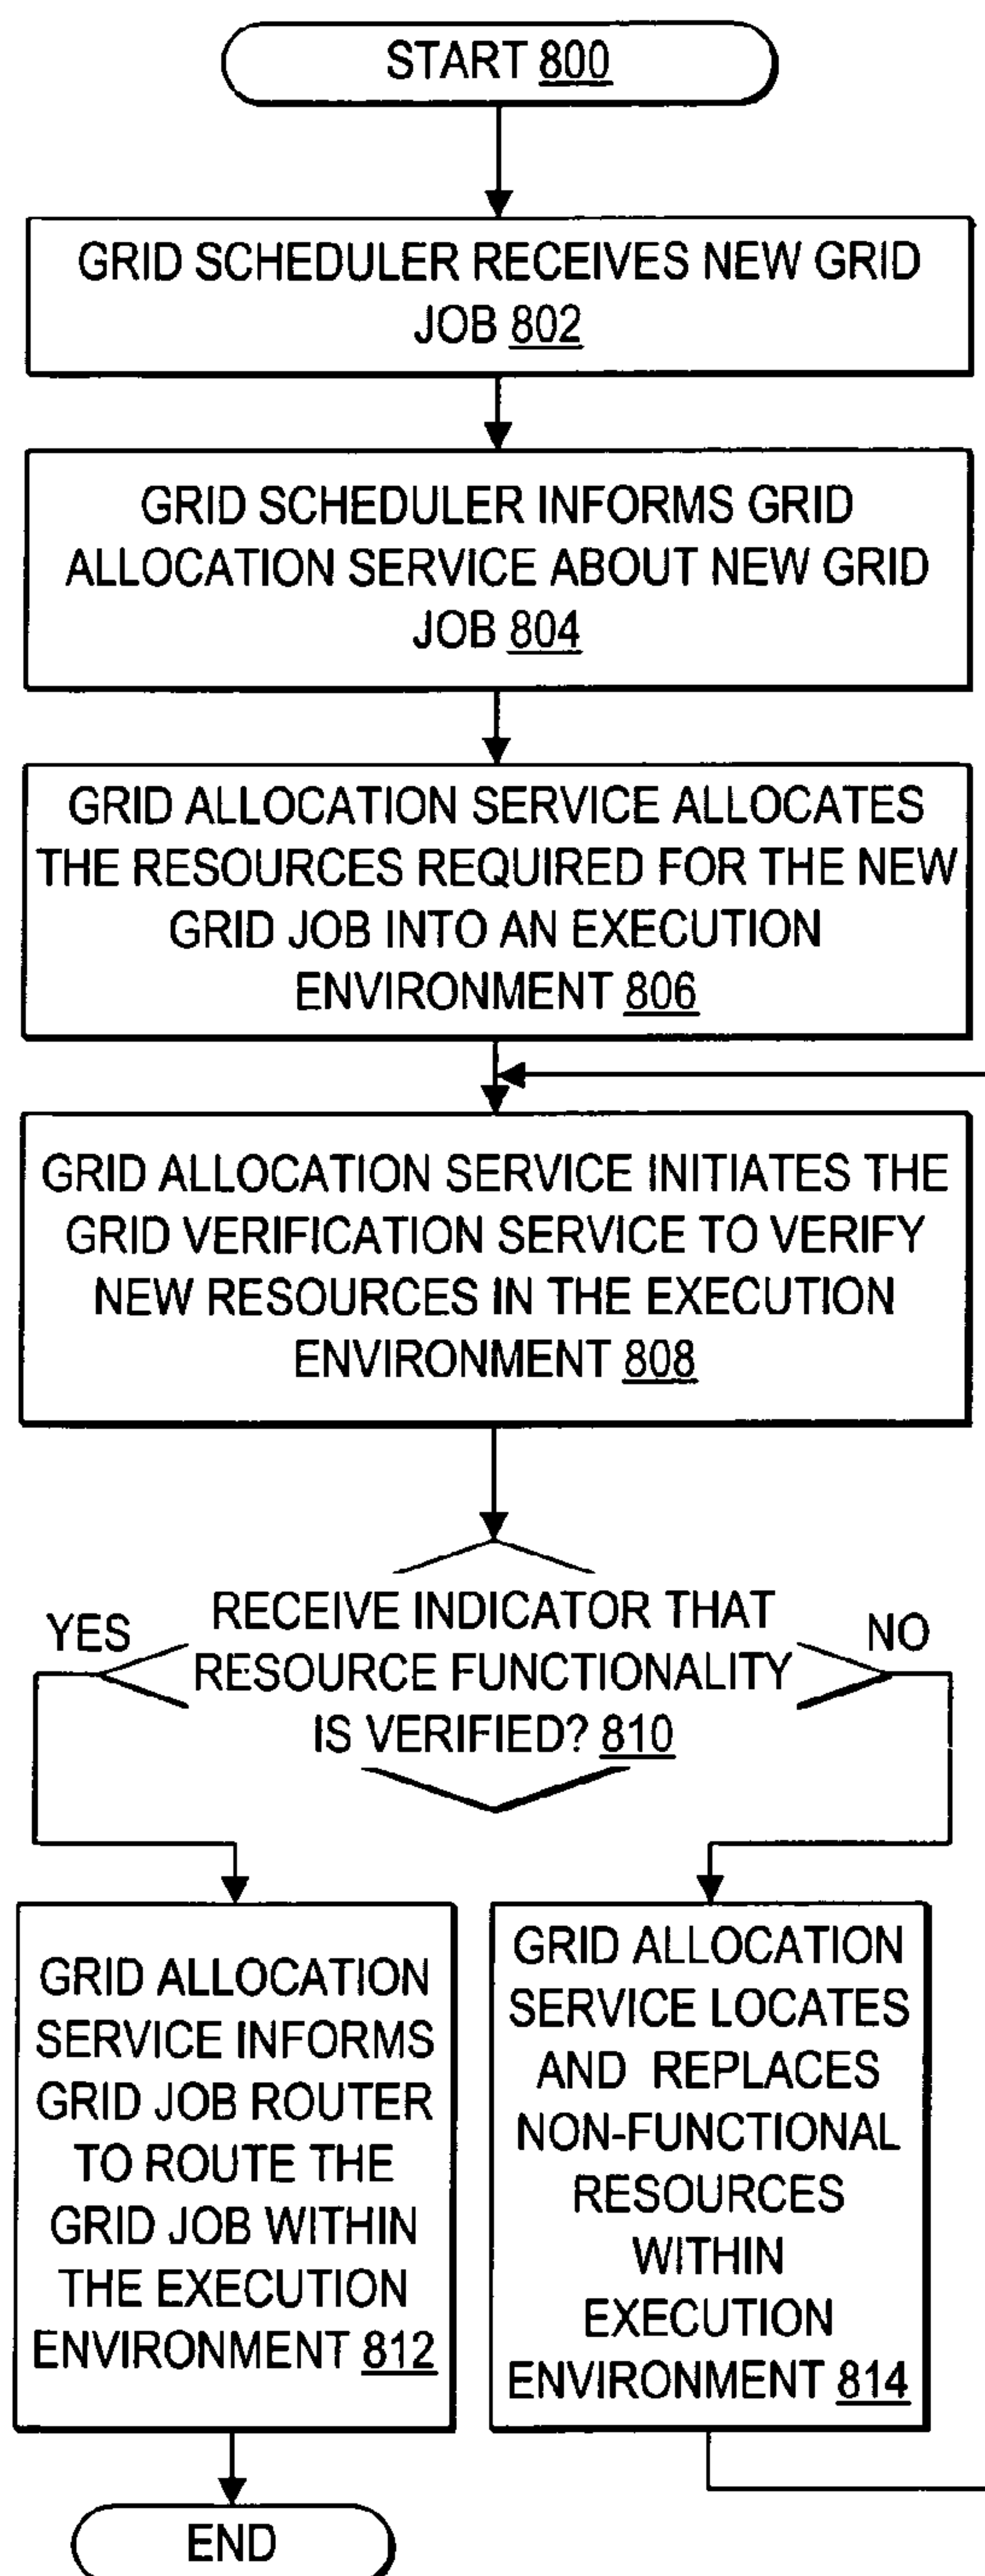 START 800
GRID SCHEDULER RECEIVES NEW GRID
JOB 802
GRID SCHEDULER INFORMS GRID
ALLOCATION SERVICE ABOUT NEW GRID
JOB 804
GRID ALLOCATION SERVICE ALLOCATES
THE RESOURCES REQUIRED FOR THE NEW
GRID JOB INTO AN EXECUTION
ENVIRONMENT 806
GRID ALLOCATION SERVICE INITIATES THE
GRID VERIFICATION SERVICE TO VERIFY
NEW RESOURCES IN THE EXECUTION
ENVIRONMENT 808
RECEIVE INDICATOR THAT
RESOURCE FUNCTIONALITY
IS VERIFIED? 810
YES
NO
GRID ALLOCATION
SERVICE INFORMS
GRID JOB ROUTER
TO ROUTE THE
GRID JOB WITHIN
THE EXECUTION
ENVIRONMENT 812
GRID ALLOCATION
SERVICE LOCATES
AND REPLACES
NON-FUNCTIONAL
RESOURCES
WITHIN
EXECUTION
ENVIRONMENT 814
END